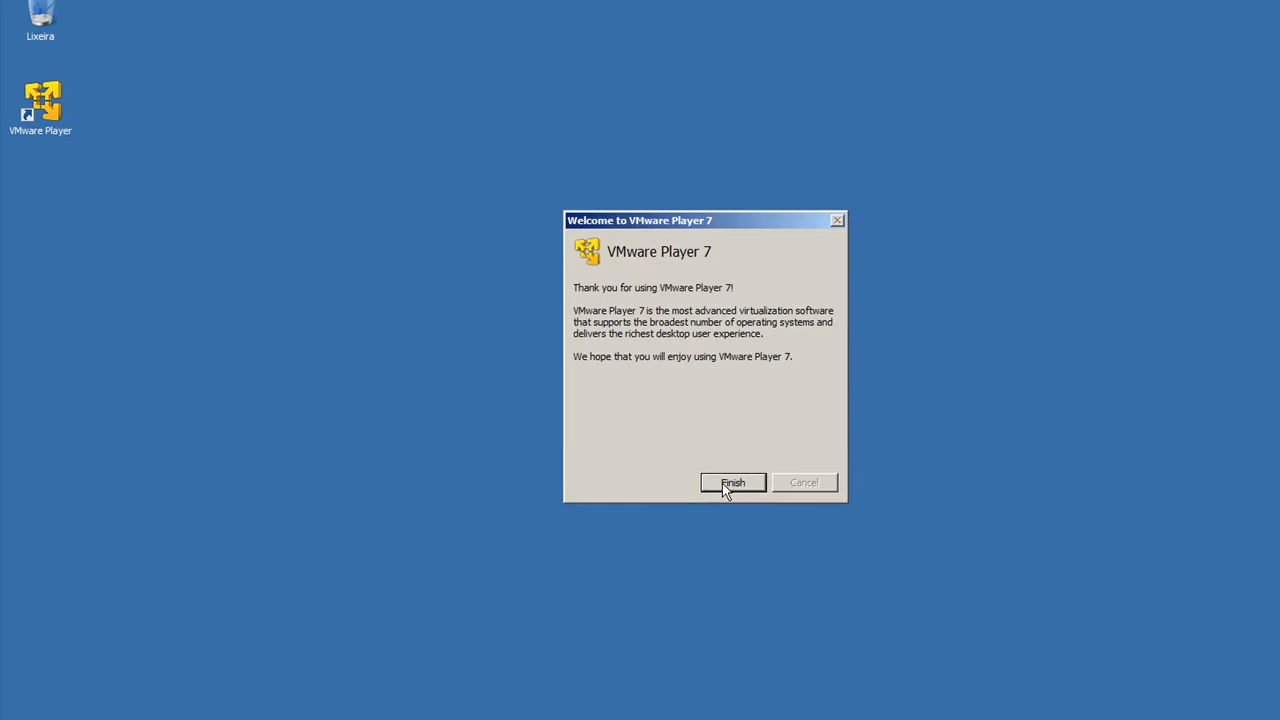 Lixeira
VMware Player
Welcome to VMware Player 7
VMware Player 7
Thank you for using VMware Player 7!
VMware Player 7 is the most advanced virtualization software
that supports the broadest number of operating systems and
delivers the richest desktop user experience.
We hope that you will enjoy using VMware Player 7.
Finish
Cancel